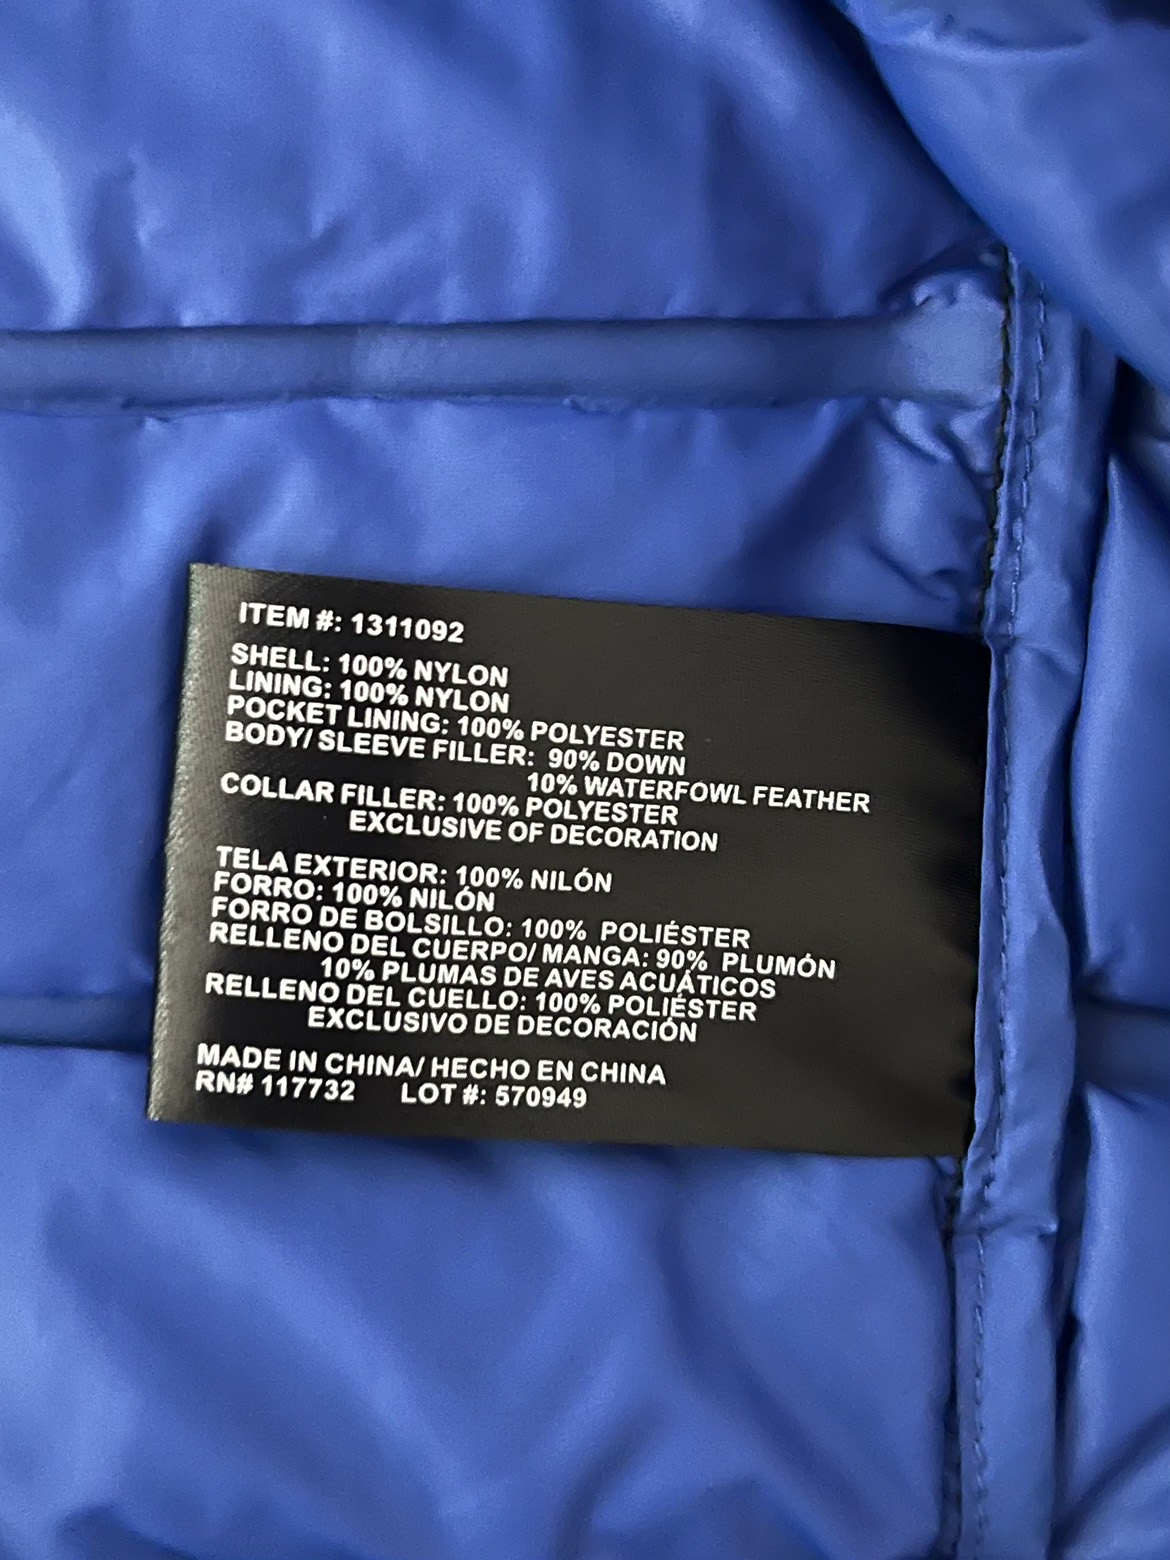 ITEM #: 1311092
SHELL: 100% NYLON
LINING: 100% NYLON
POCKET LINING: 100% POLYESTER
BODY/ SLEEVE FILLER: 90% DOWN
10% WATERFOWL FEATHER
COLLAR FILLER: 100% POLYESTER
EXCLUSIVE OF DECORATION
TELA EXTERIOR: 100% NILÓN
FORRO: 100% NILÓN
FORRO DE BOLSILLO: 100% POLIÉSTER
RELLENO DEL CUERPO/ MANGA: 90% PLUMÓN
10% PLUMAS DE AVES ACUÁTICOS
RELLENO DEL CUELLO: 100% POLIÉSTER
EXCLUSIVO DE DECORACIÓN
MADE IN CHINA/ HECHO EN CHINA
RN# 117732 LOT #: 570949